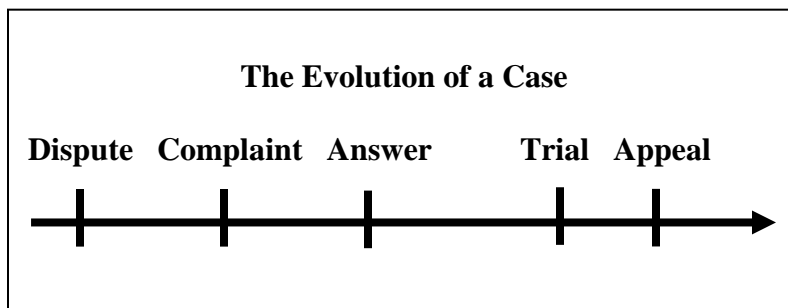 The Evolution of a Case
Dispute Complaint Answer Trial Appeal